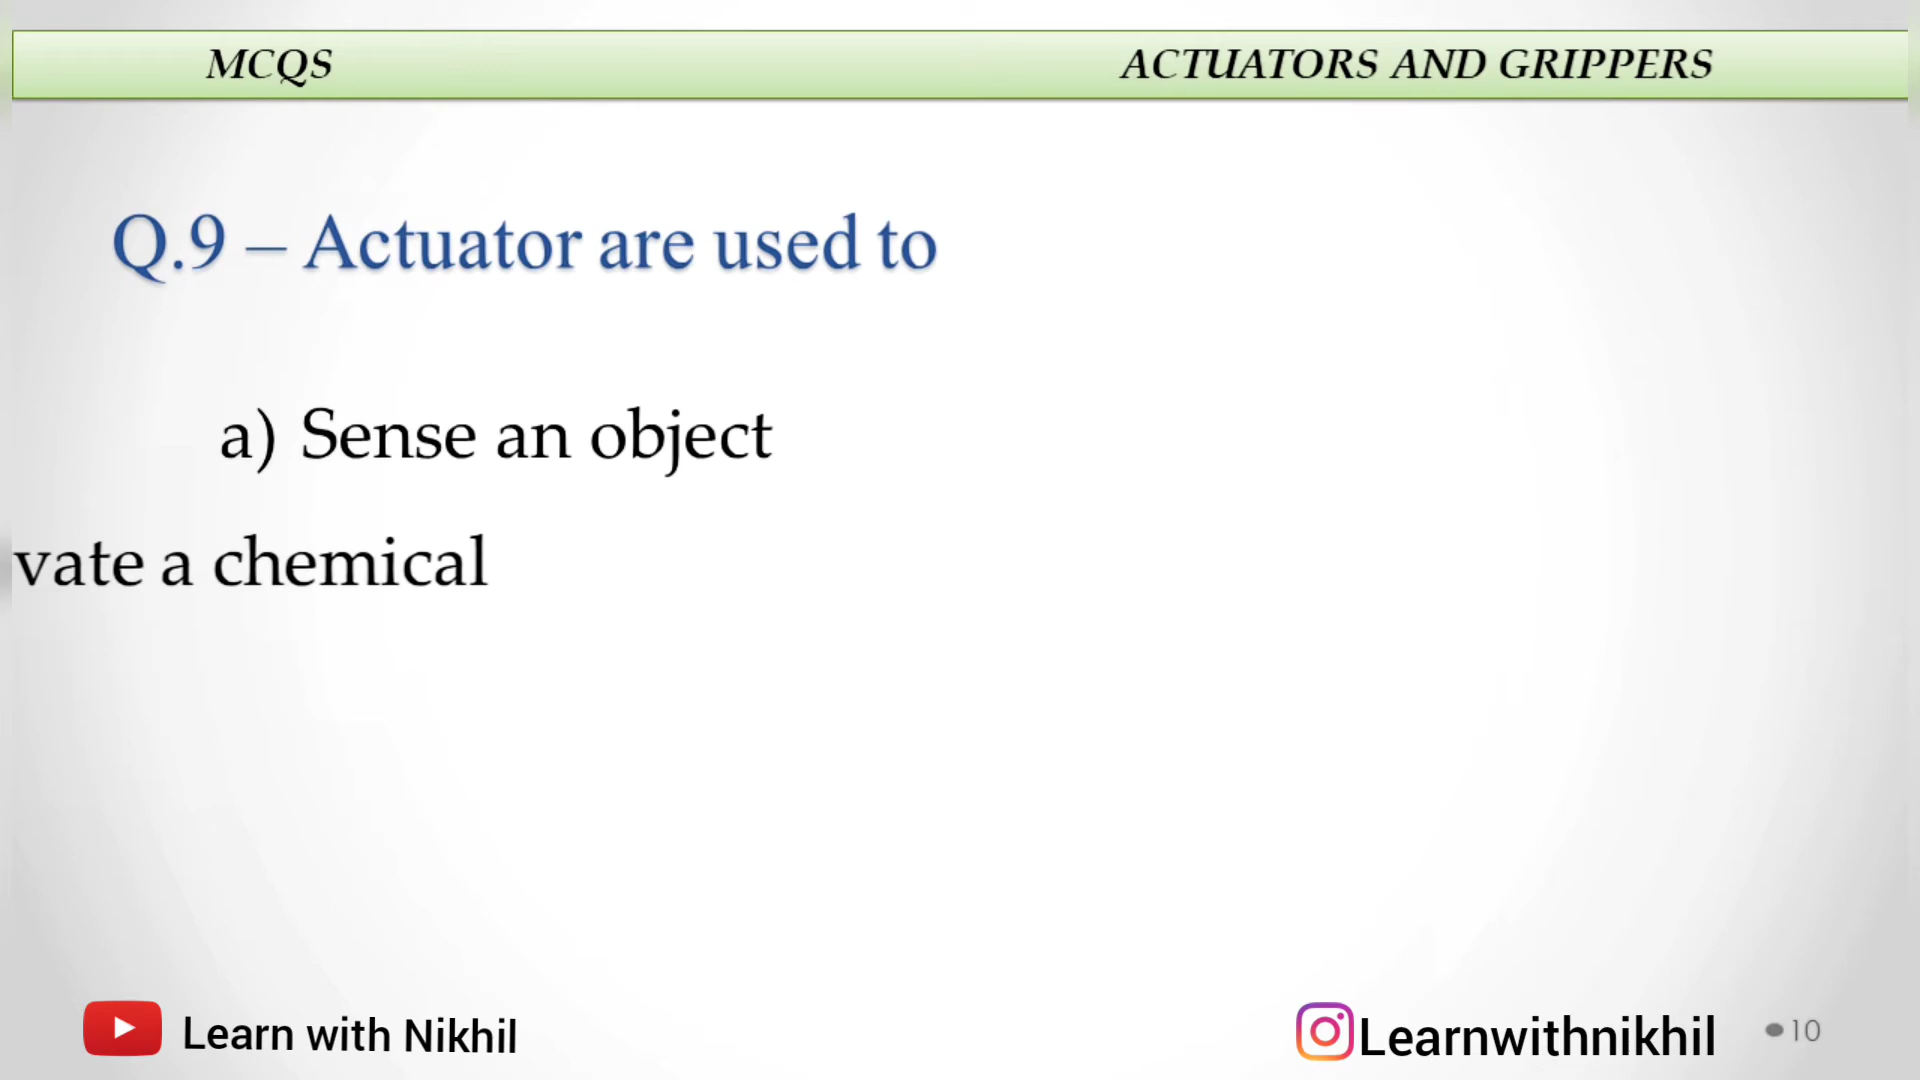 MCQS
ACTUATORS AND GRIPPERS
Q.9 – Actuator are used to
a) Sense an object
vate a chemical
Learn with Nikhil
Learnwithnikhil
10